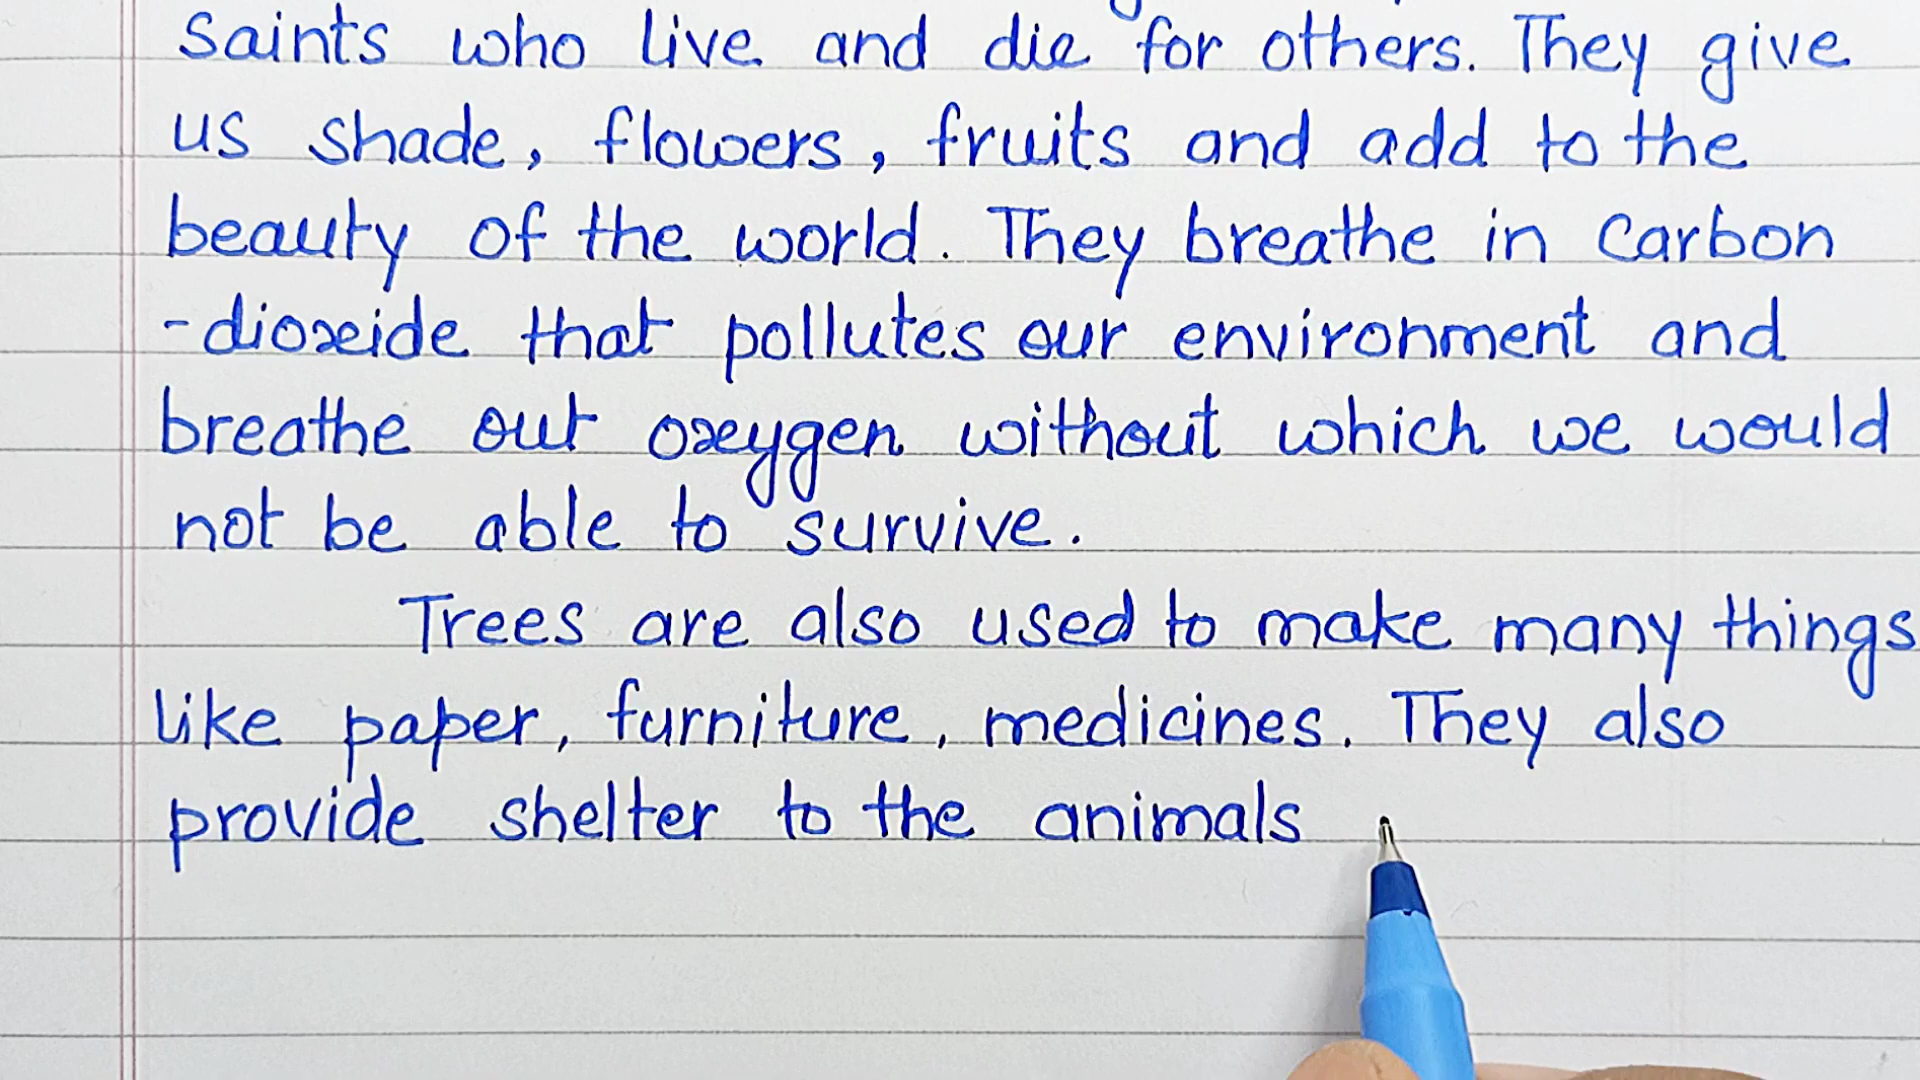 Saints who live and die for others. They give
us shade, flowers, fruits and add to the
beauty of the world. They breathe in Carbon
-dioxide that pollutes our environment and
breathe out oxygen without which we would
not be able to survive.
Trees are also used to make many things
like paper, furniture, medicines. They also
provide shelter to the animals